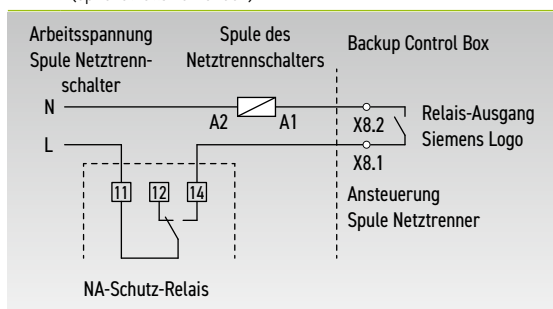 Arbeitsspannung
Spule Netztrenn-
schalter
Spule des
Netztrennschalters
Backup Control Box
N
A2
A1
X8.2
Relais-Ausgang
Siemens Logo
L
X8.1
11
12
14
Ansteuerung
Spule Netztrenner
NA-Schutz-Relais